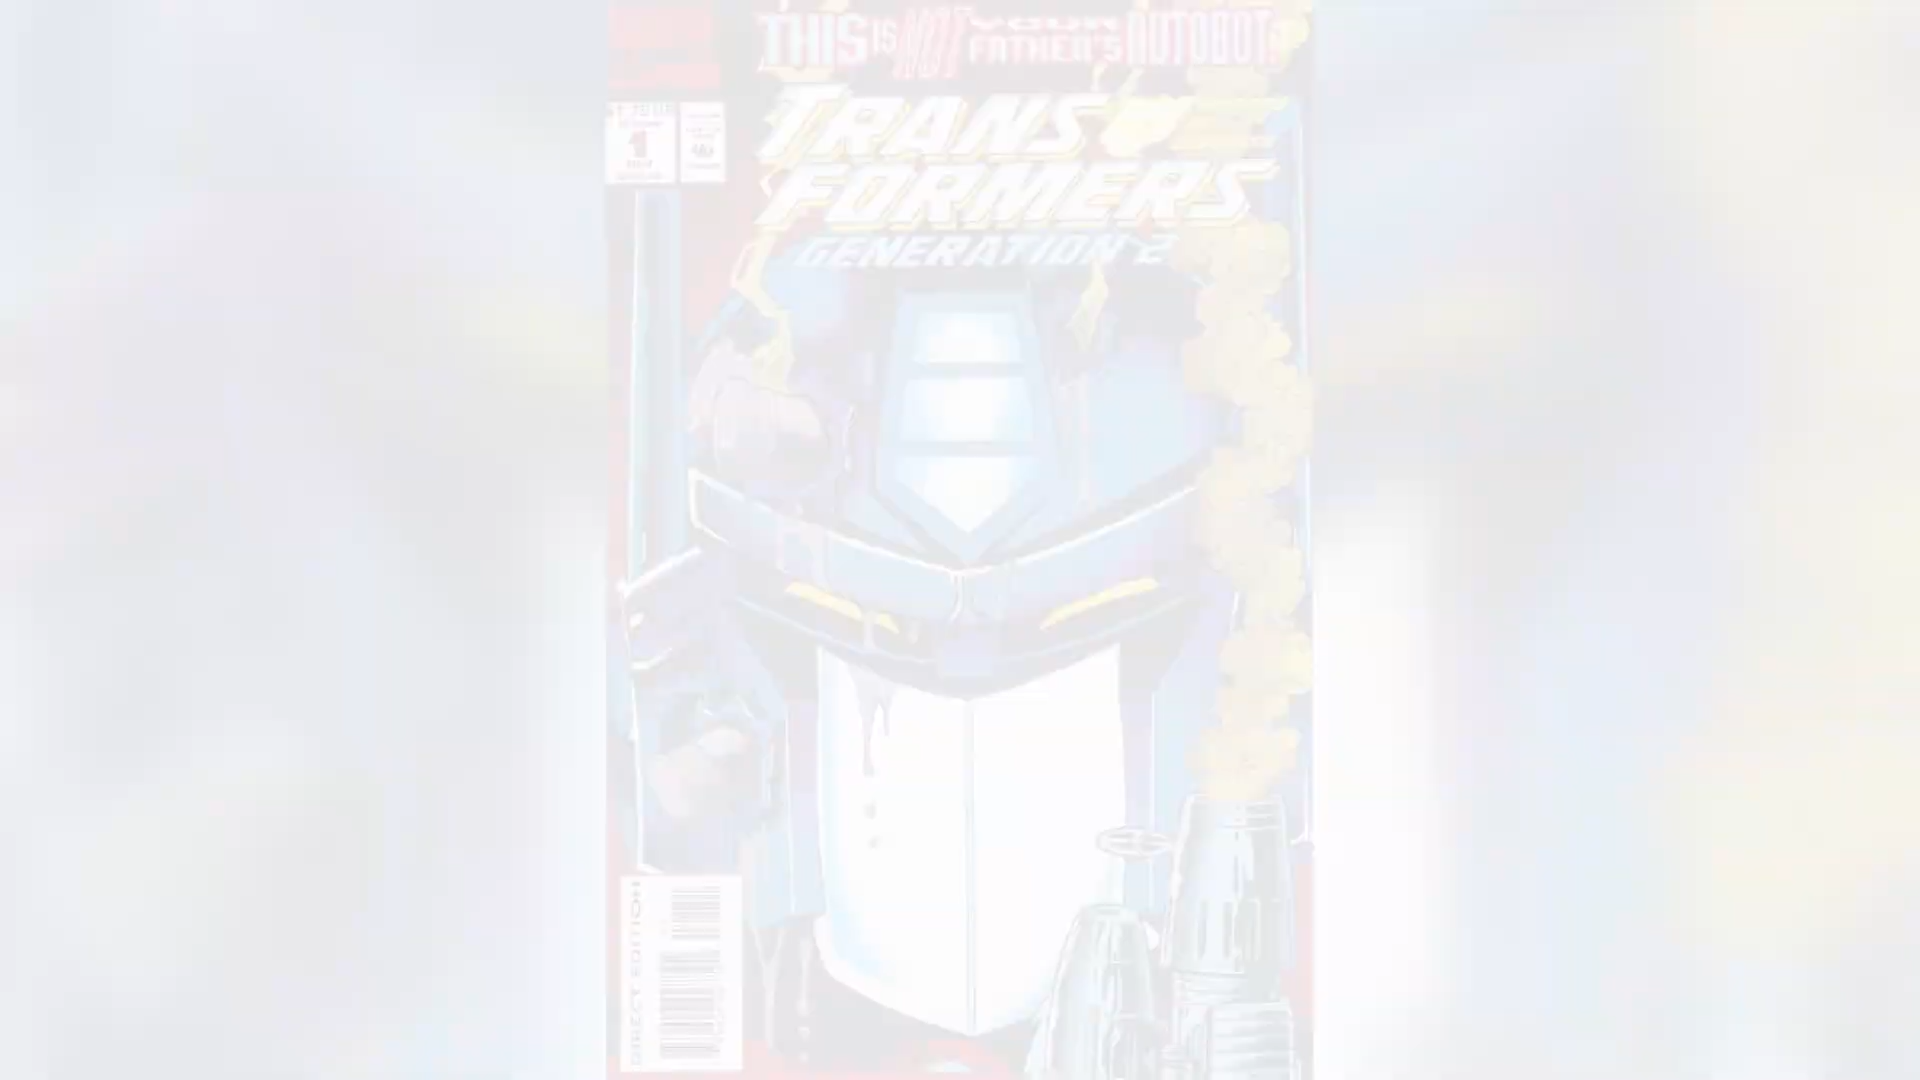 THIS IS NOT YOUR FATHER'S AUTOBOT.
TRANS
FORMERS
GENERATION 2
1
DIRECT EDITION